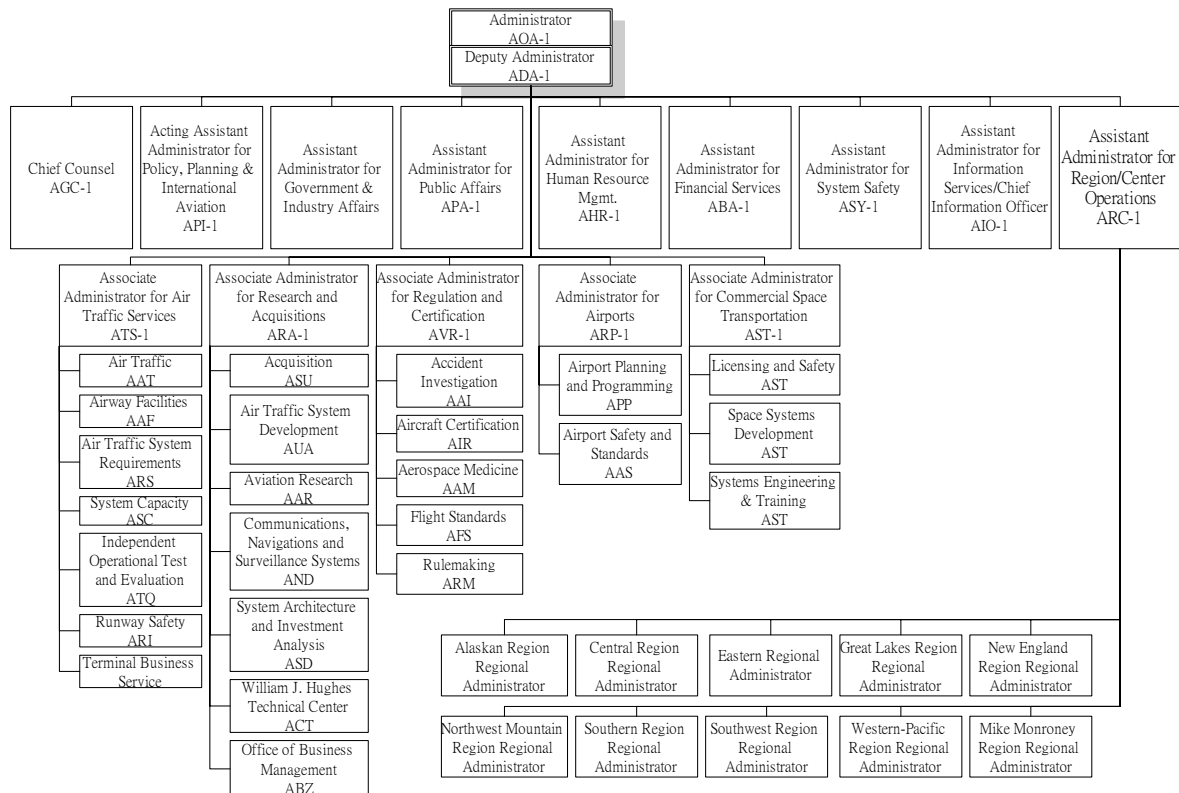 Administrator
AOA-1
Deputy Administrator
ADA-1
Chief Counsel
AGC-1
Acting Assistant
Administrator for
Policy, Planning &
International
Aviation
API-1
Assistant
Administrator for
Government &
Industry Affairs
Assistant
Administrator for
Public Affairs
APA-1
Assistant
Administrator for
Human Resource
Mgmt.
AHR-1
Assistant
Administrator for
Financial Services
ABA-1
Assistant
Administrator for
System Safety
ASY-1
Assistant
Administrator for
Information
Services/Chief
Information Officer
AIO-1
Assistant
Administrator for
Region/Center
Operations
ARC-1
Associate
Administrator for Air
Traffic Services
ATS-1
Air Traffic
AAT
Airway Facilities
AAF
Air Traffic System
Requirements
ARS
System Capacity
ASC
Independent
Operational Test
and Evaluation
ATQ
Runway Safety
ARI
Terminal Business
Service
Associate Administrator
for Research and
Acquisitions
ARA-1
Acquisition
ASU
Air Traffic System
Development
AUA
Aviation Research
AAR
Communications,
Navigations and
Surveillance Systems
AND
System Architecture
and Investment
Analysis
ASD
William J. Hughes
Technical Center
ACT
Office of Business
Management
ABZ
Associate Administrator
for Regulation and
Certification
AVR-1
Accident
Investigation
AAI
Aircraft Certification
AIR
Aerospace Medicine
AAM
Flight Standards
AFS
Rulemaking
ARM
Associate
Administrator for
Airports
ARP-1
Airport Planning
and Programming
APP
Airport Safety and
Standards
AAS
Associate Administrator
for Commercial Space
Transportation
AST-1
Licensing and Safety
AST
Space Systems
Development
AST
Systems Engineering
& Training
AST
Alaskan Region
Regional
Administrator
Central Region
Regional
Administrator
Eastern Regional
Administrator
Great Lakes Region
Regional
Administrator
New England
Region Regional
Administrator
Northwest Mountain
Region Regional
Administrator
Southern Region
Regional
Administrator
Southwest Region
Regional
Administrator
Western-Pacific
Region Regional
Administrator
Mike Monroney
Region Regional
Administrator